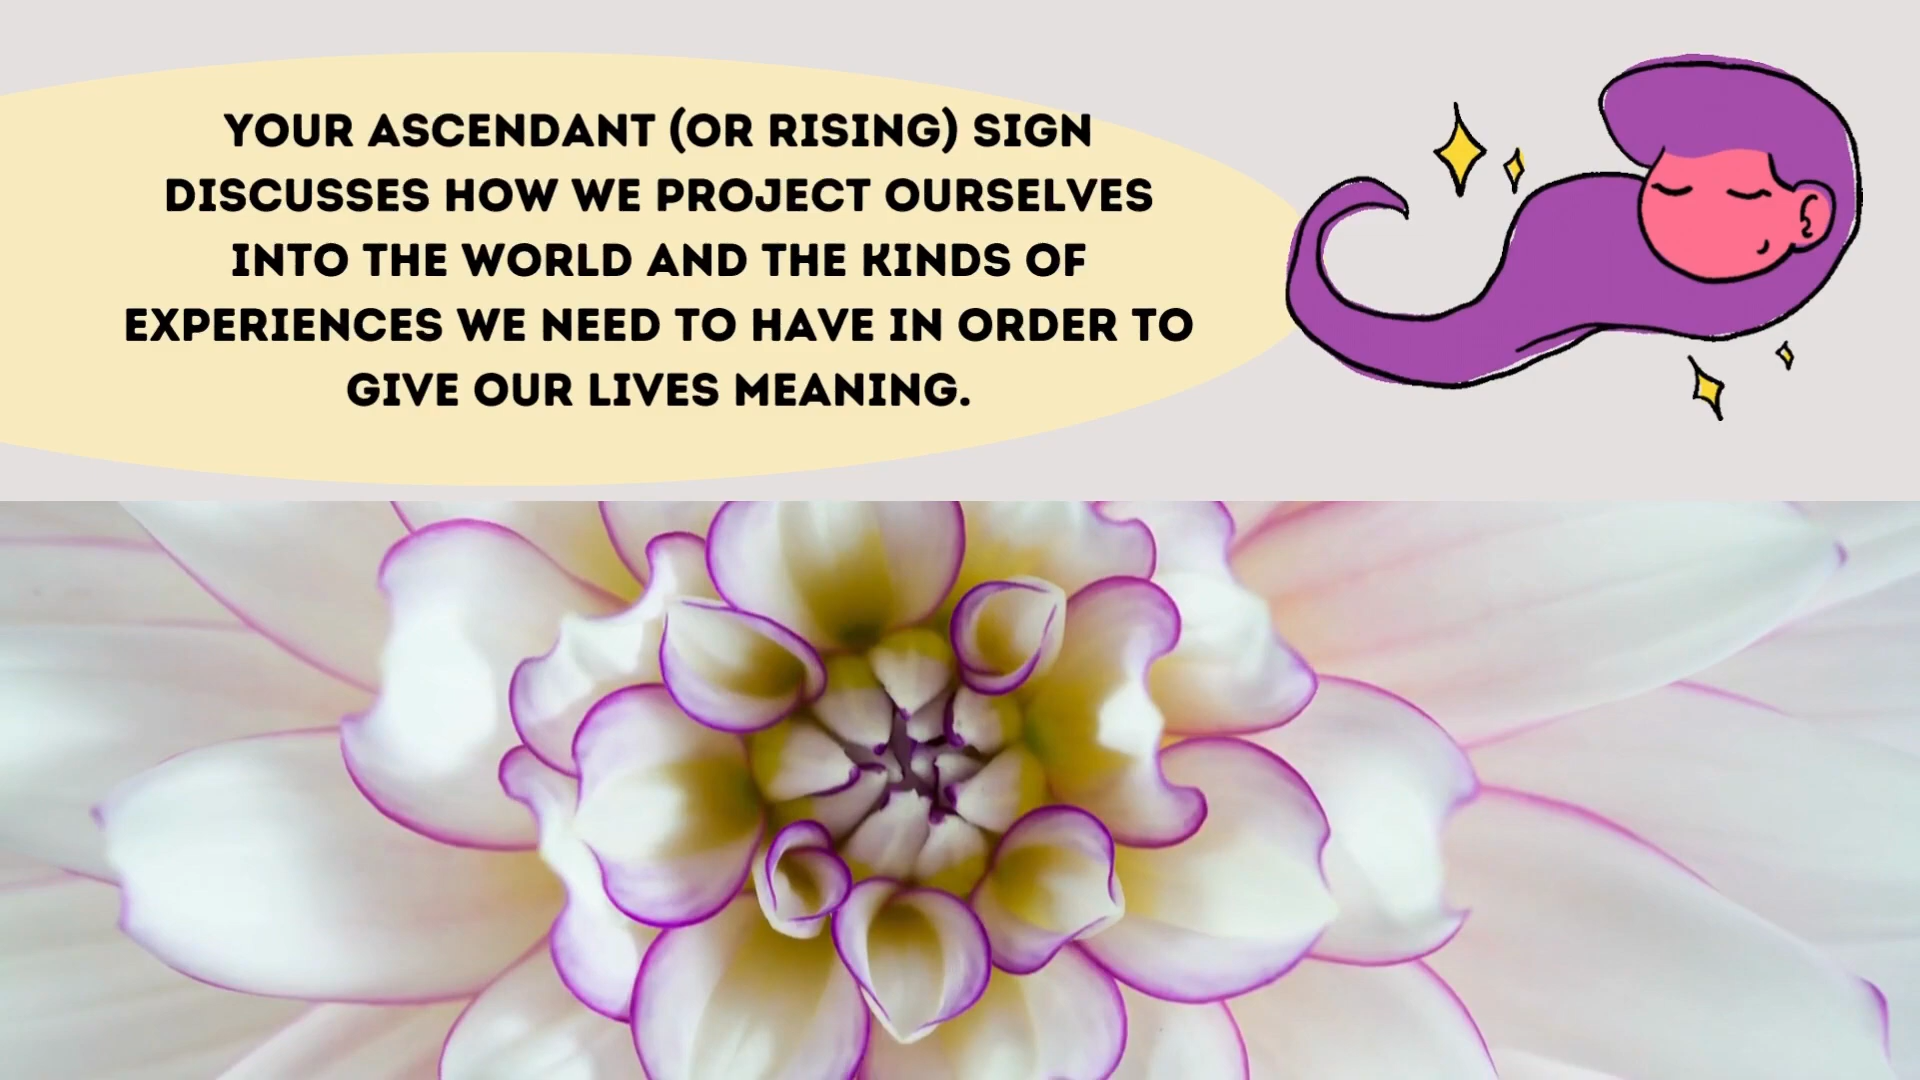 YOUR ASCENDANT (OR RISING) SIGN
DISCUSSES HOW WE PROJECT OURSELVES
INTO THE WORLD AND THE KINDS OF
EXPERIENCES WE NEED TO HAVE IN ORDER TO
GIVE OUR LIVES MEANING.